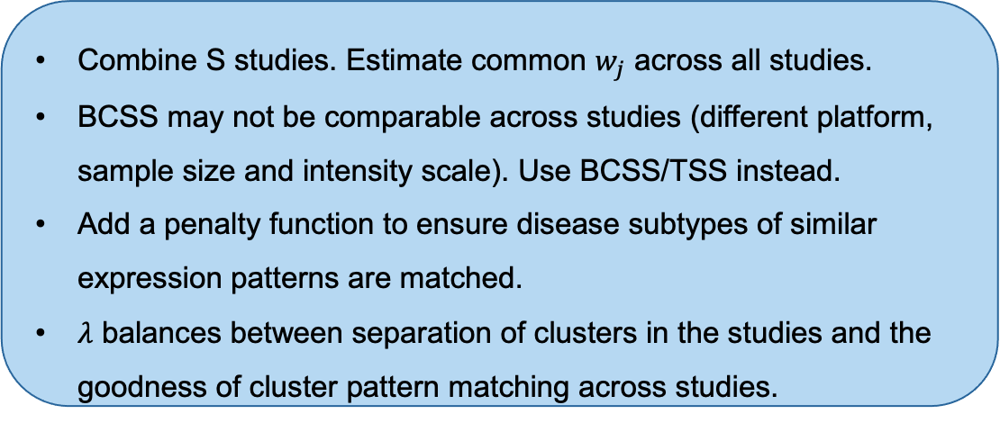 • Combine S studies. Estimate common w_j across all studies.
• BCSS may not be comparable across studies (different platform,
sample size and intensity scale). Use BCSS/TSS instead.
• Add a penalty function to ensure disease subtypes of similar
expression patterns are matched.
• λ balances between separation of clusters in the studies and the
goodness of cluster pattern matching across studies.